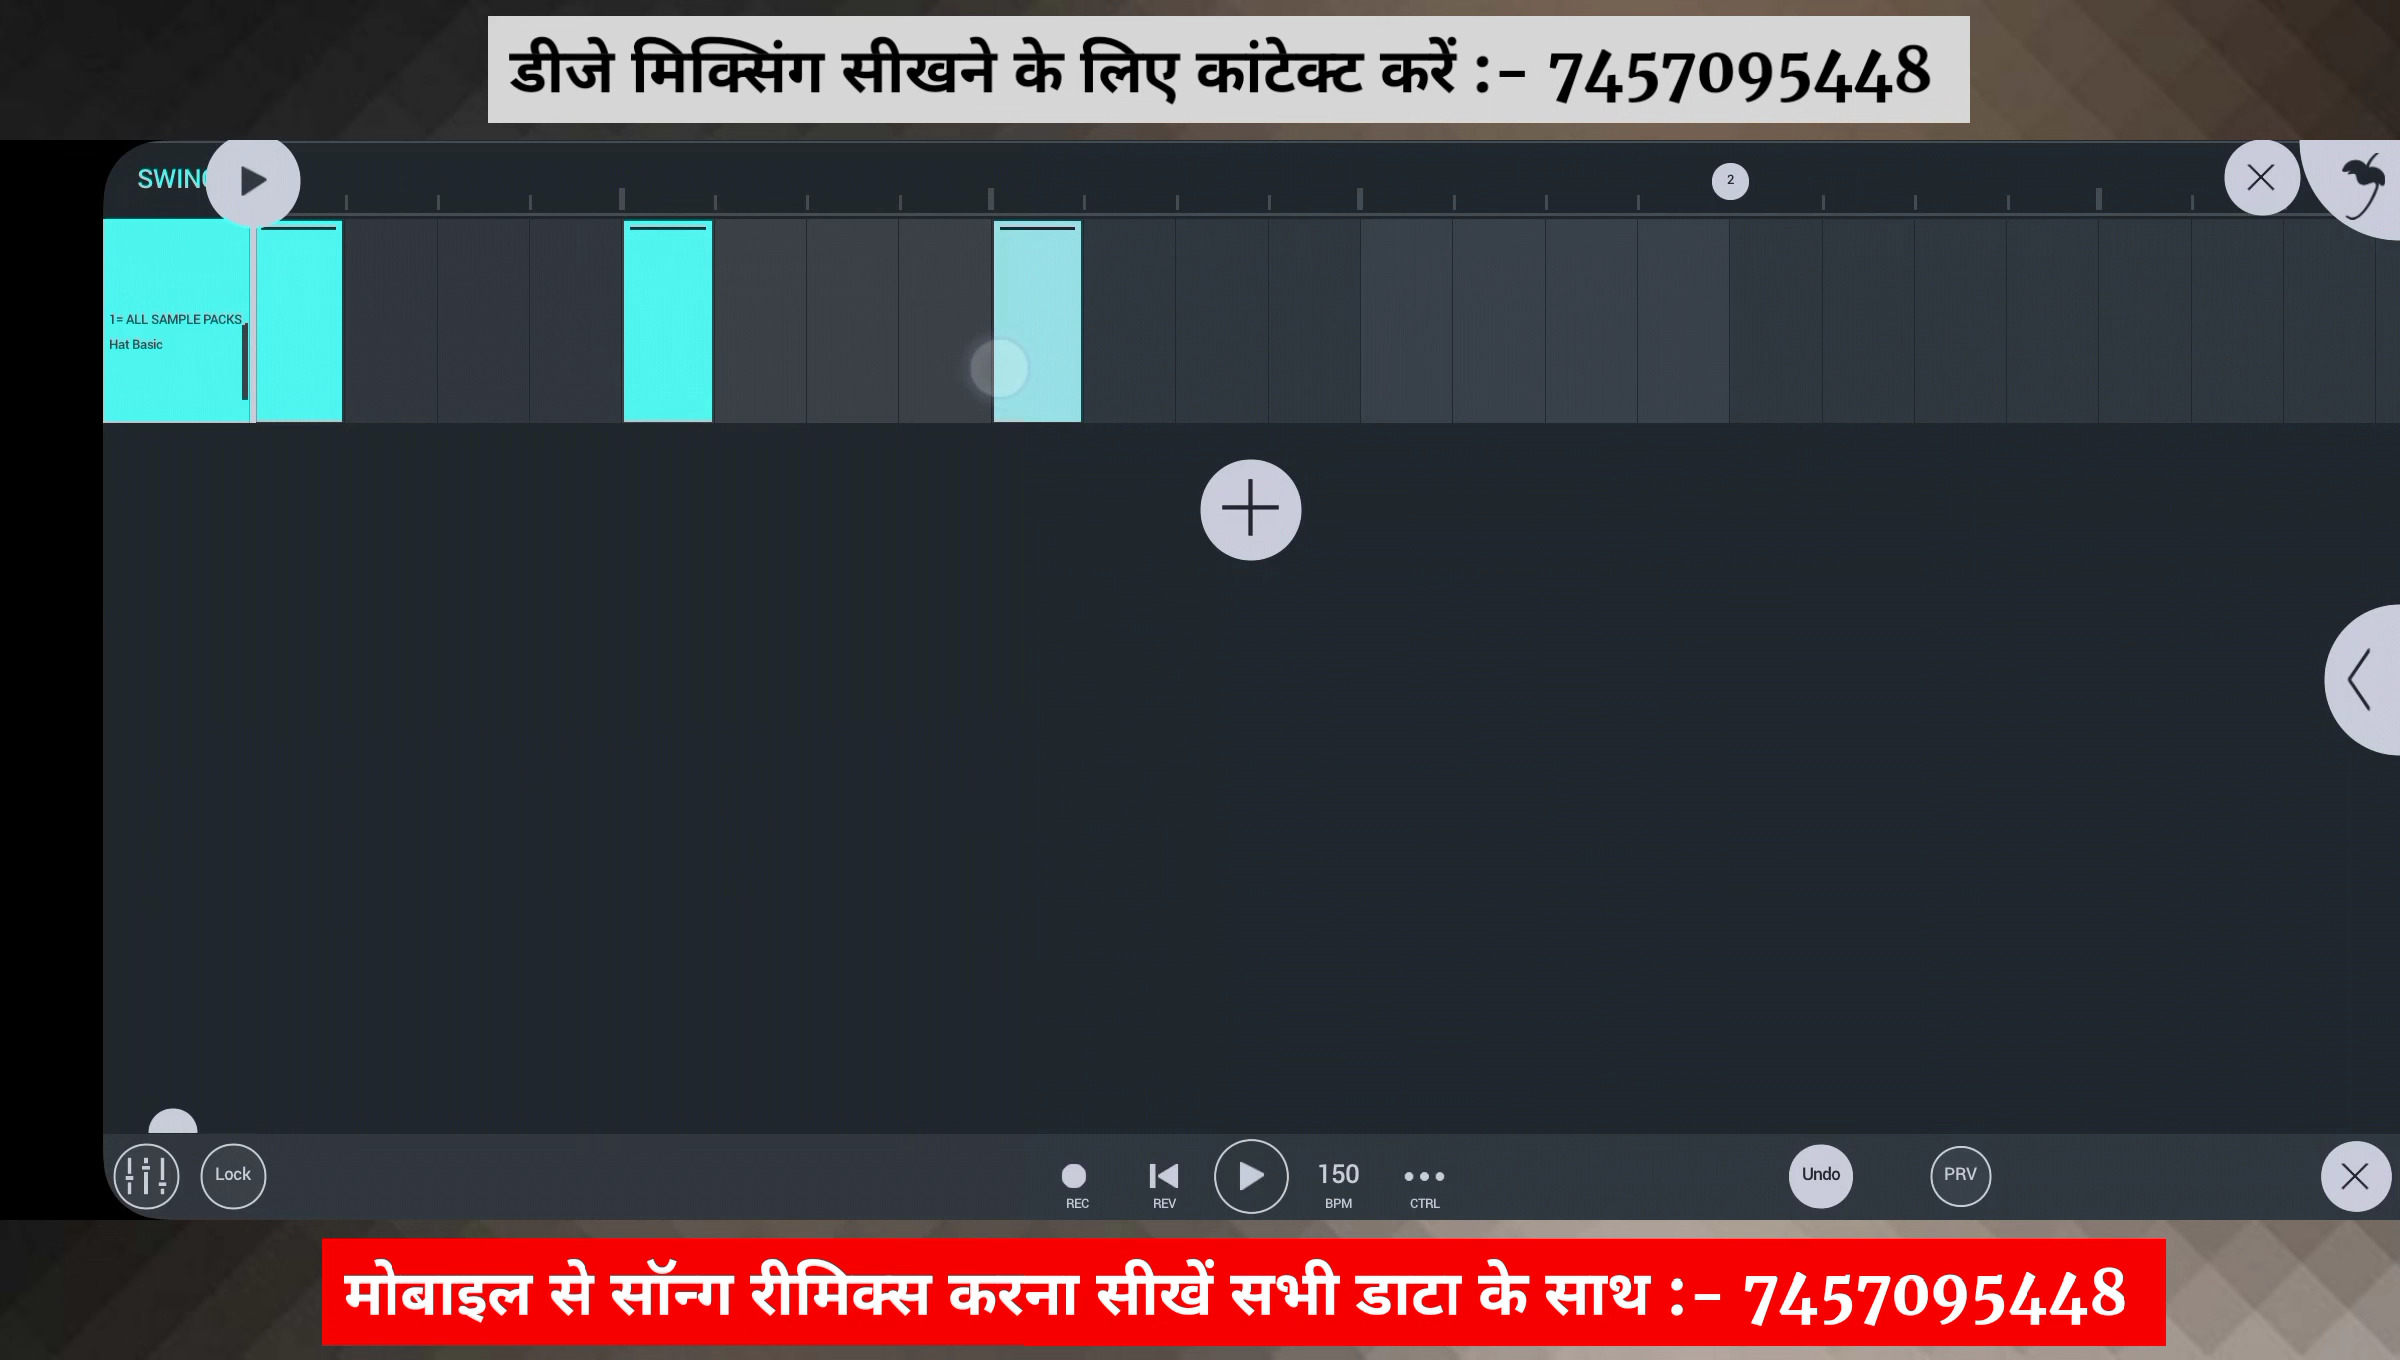 डीजे मिक्सिंग सीखने के लिए कांटेक्ट करें :- 7457095448
SWING
2
1= ALL SAMPLE PACKS
Hat Basic
Lock
REC
REV
150
BPM
CTRL
Undo
PRV
मोबाइल से सॉन्ग रीमिक्स करना सीखें सभी डाटा के साथ :- 7457095448